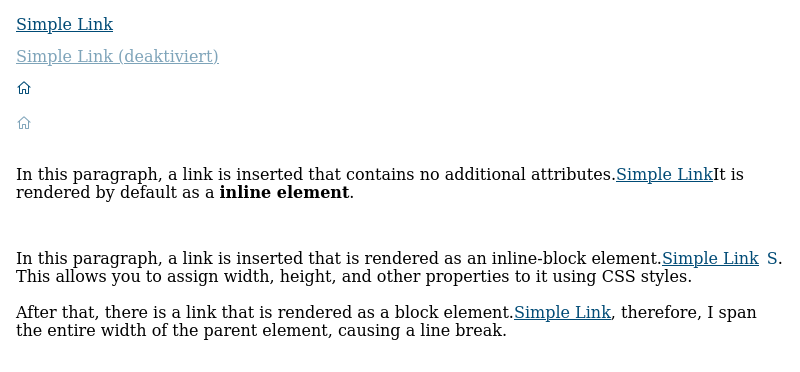 Simple Link
Simple Link (deaktiviert)
In this paragraph, a link is inserted that contains no additional attributes.Simple LinkIt is
rendered by default as a inline element.
In this paragraph, a link is inserted that is rendered as an inline-block element.Simple Link S.
This allows you to assign width, height, and other properties to it using CSS styles.
After that, there is a link that is rendered as a block element.Simple Link, therefore, I span
the entire width of the parent element, causing a line break.